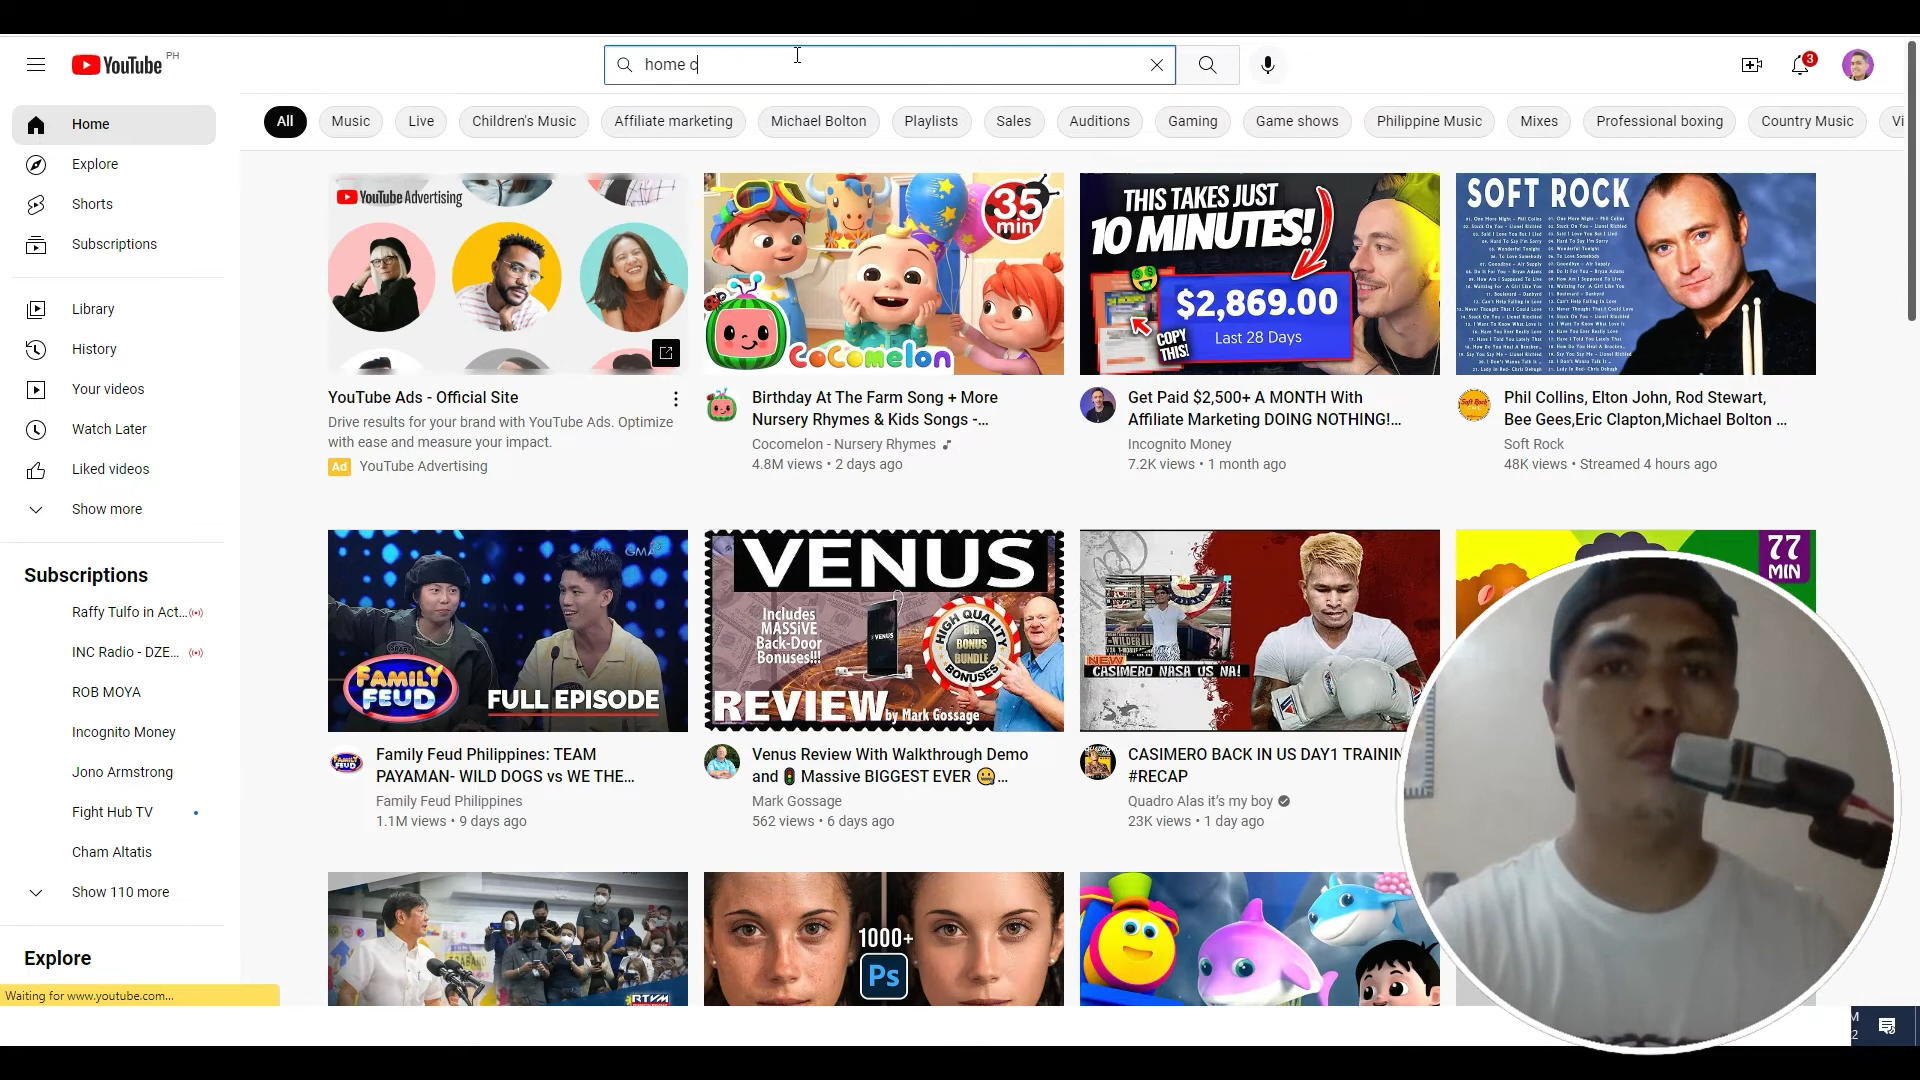 YouTube PH
home c
3
Home
Explore
Shorts
Subscriptions
Library
History
Your videos
Watch Later
Liked videos
Show more
Subscriptions
Raffy Tulfo in Act...
INC Radio - DZE...
ROB MOYA
Incognito Money
Jono Armstrong
Fight Hub TV
Cham Altatis
Show 110 more
Explore
Waiting for www.youtube.com...
All
Music
Live
Children's Music
Affiliate marketing
Michael Bolton
Playlists
Sales
Auditions
Gaming
Game shows
Philippine Music
Mixes
Professional boxing
Country Music
Vi
YouTube Advertising
YouTube Ads - Official Site
Drive results for your brand with YouTube Ads. Optimize
with ease and measure your impact.
Ad YouTube Advertising
35
min
CoComelon
Birthday At The Farm Song + More
Nursery Rhymes & Kids Songs -...
Cocomelon - Nursery Rhymes
4.8M views • 2 days ago
THIS TAKES JUST
10 MINUTES!
$2,869.00
Last 28 Days
COPY
THIS!
Get Paid $2,500+ A MONTH With
Affiliate Marketing DOING NOTHING!...
Incognito Money
7.2K views • 1 month ago
SOFT ROCK
Phil Collins, Elton John, Rod Stewart,
Bee Gees,Eric Clapton,Michael Bolton ...
Soft Rock
48K views • Streamed 4 hours ago
GMA
FAMILY
FEUD
FULL EPISODE
Family Feud Philippines: TEAM
PAYAMAN- WILD DOGS vs WE THE...
Family Feud Philippines
1.1M views • 9 days ago
VENUS
Includes
MASSiVE
Back-Door
Bonuses!!!
VENUS
HIGH QUALITY
BIG
BONUS
BUNDLE
BONUSES
REVIEW by Mark Gossage
Venus Review With Walkthrough Demo
and 🚦 Massive BIGGEST EVER 🤐...
Mark Gossage
562 views • 6 days ago
NEW
CASIMERO NASA US NA!
CASIMERO BACK IN US DAY1 TRAININ
#RECAP
Quadro Alas it's my boy
23K views • 1 day ago
77
MIN
RTVM
1000+
Ps
M
2